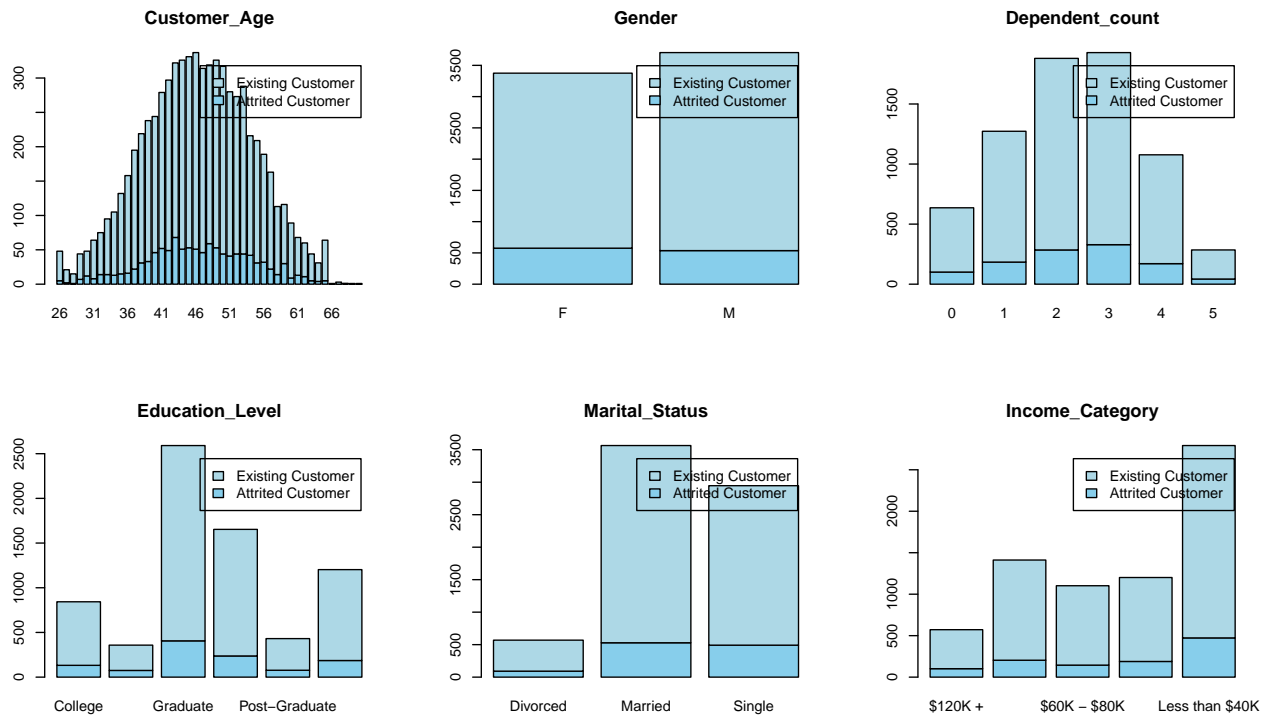 Customer_Age
Gender
Dependent_count
300
200
100
50
0
26 31 36 41 46 51 56 61 66
Existing Customer
Attrited Customer
3500
2500
1500
500
0
F M
Existing Customer
Attrited Customer
1500
1000
500
0
0 1 2 3 4 5
Existing Customer
Attrited Customer
Education_Level
Marital_Status
Income_Category
2500
2000
1500
1000
500
0
College Graduate Post−Graduate
Existing Customer
Attrited Customer
3500
2500
1500
500
0
Divorced Married Single
Existing Customer
Attrited Customer
2000
1000
0
$120K + $60K − $80K Less than $40K
Existing Customer
Attrited Customer